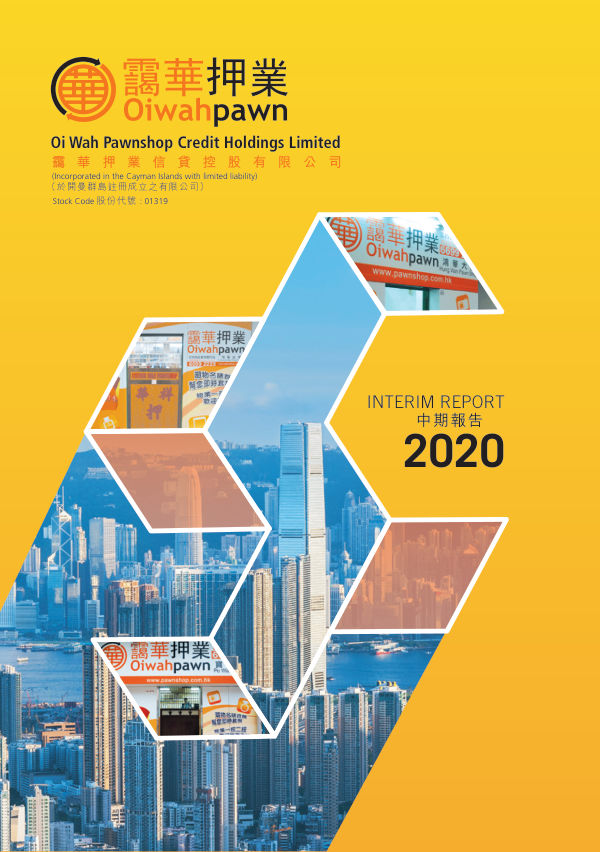 靄華押業
Oiwahpawn
Oi Wah Pawnshop Credit Holdings Limited
靄華押業信貸控股有限公司
(Incorporated in the Cayman Islands with limited liability)
(於開曼群島註冊成立之有限公司)
Stock Code 股份代號 : 01319
靄華押業
Oiwahpawn
鴻華大
www.pawnshop.com.hk
靄華押業
Oiwahpawn
祥華
押
INTERIM REPORT
中期報告
2020
靄華押業
Oiwahpawn
www.pawnshop.com.hk